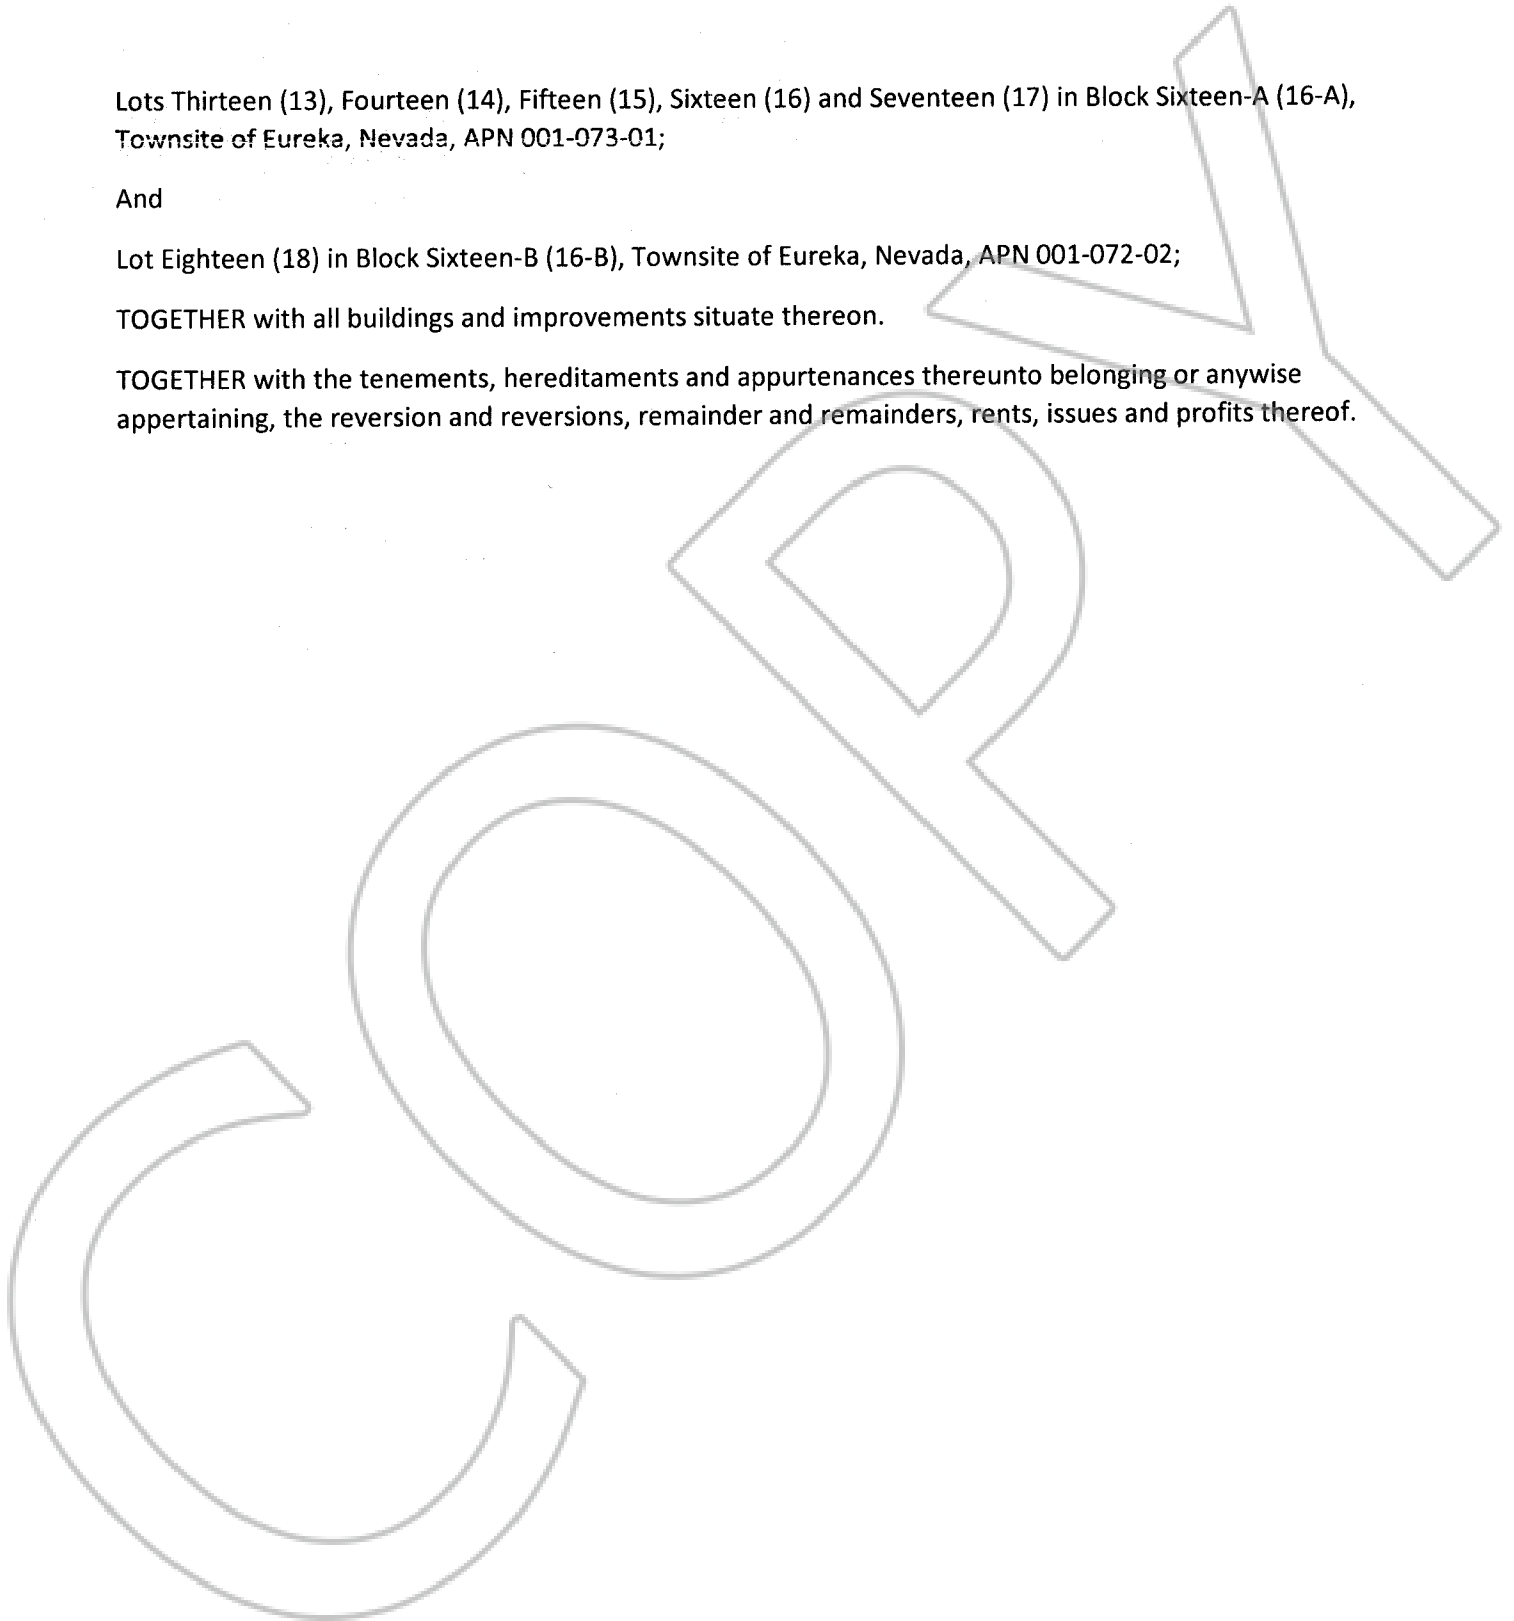 Lots Thirteen (13), Fourteen (14), Fifteen (15), Sixteen (16) and Seventeen (17) in Block Sixteen-A (16-A),
Townsite of Eureka, Nevada, APN 001-073-01;
And
Lot Eighteen (18) in Block Sixteen-B (16-B), Townsite of Eureka, Nevada, APN 001-072-02;
TOGETHER with all buildings and improvements situate thereon.
TOGETHER with the tenements, hereditaments and appurtenances thereunto belonging or anywise
appertaining, the reversion and reversions, remainder and remainders, rents, issues and profits thereof.
COPY